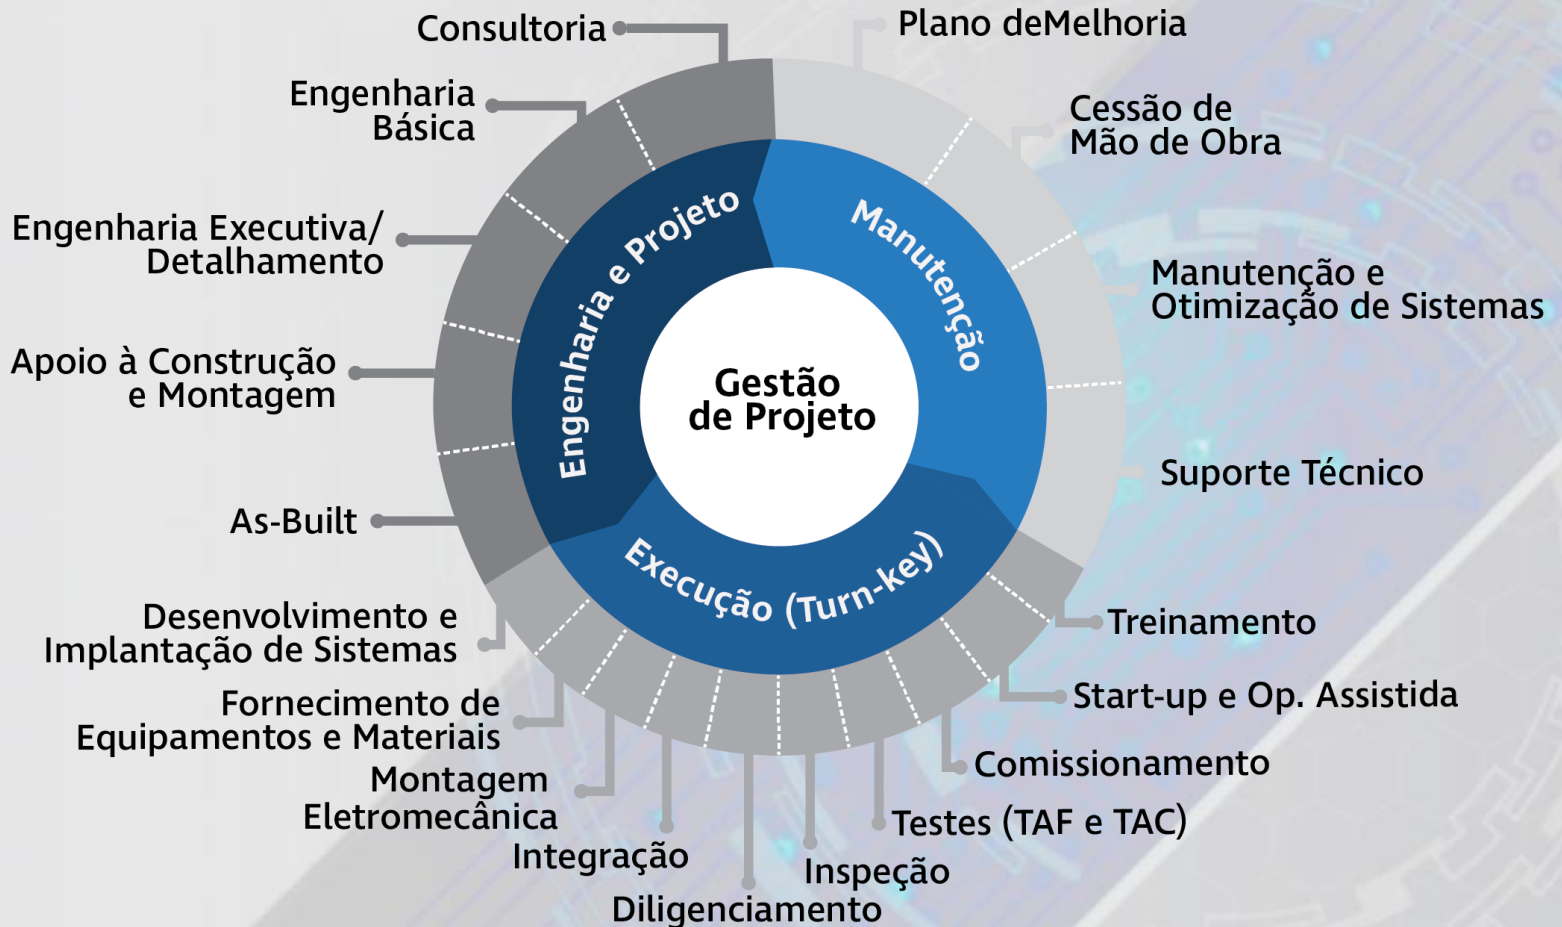 Consultoria
Plano deMelhoria
Engenharia
Básica
Cessão de
Mão de Obra
Engenharia Executiva/
Detalhamento
Manutenção e
Otimização de Sistemas
Apoio à Construção
e Montagem
Suporte Técnico
As-Built
Engenharia e Projeto
Manutenção
Gestão
de Projeto
Execução (Turn-key)
Desenvolvimento e
Implantação de Sistemas
Treinamento
Fornecimento de
Equipamentos e Materiais
Start-up e Op. Assistida
Montagem
Eletromecânica
Comissionamento
Integração
Testes (TAF e TAC)
Diligenciamento
Inspeção